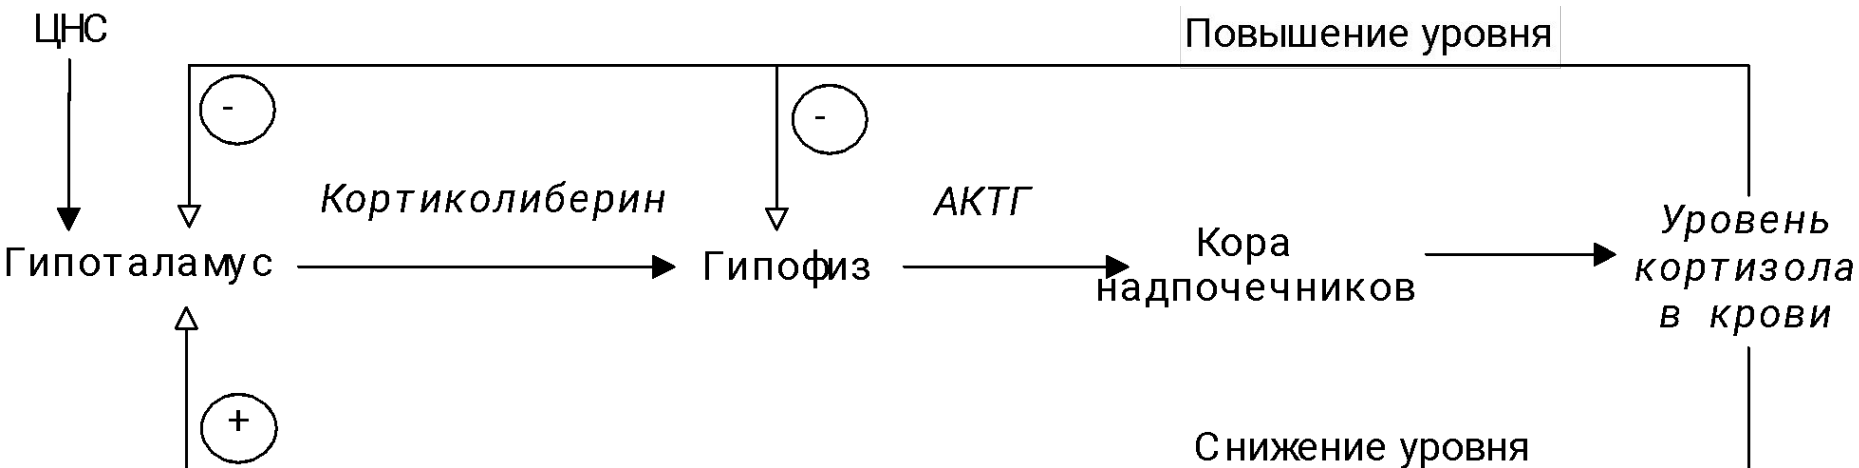 ЦНС
Повышение уровня
-
-
Кортиколиберин
АКТГ
Гипоталамус
Гипофиз
Кора
надпочечников
Уровень
кортизола
в крови
+
Снижение уровня